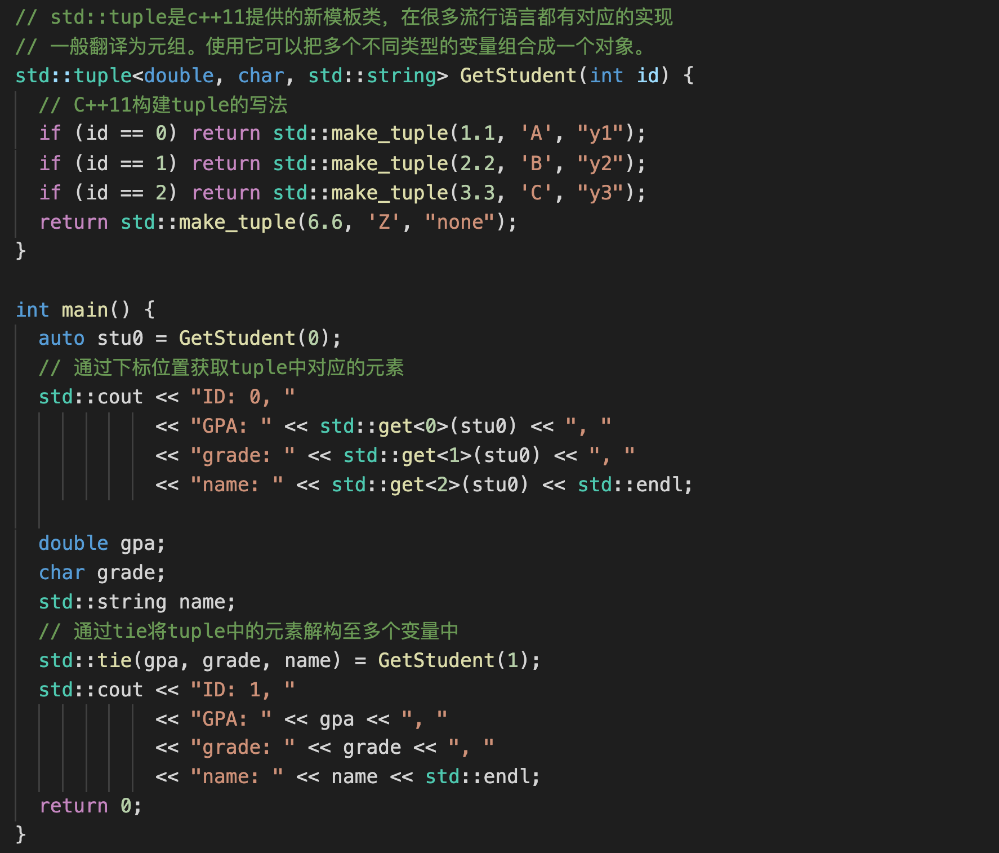 // std::tuple是c++11提供的新模板类，在很多流行语言都有对应的实现
// 一般翻译为元组。使用它可以把多个不同类型的变量组合成一个对象。
std::tuple<double, char, std::string> GetStudent(int id) {
  // C++11构建tuple的写法
  if (id == 0) return std::make_tuple(1.1, 'A', "y1");
  if (id == 1) return std::make_tuple(2.2, 'B', "y2");
  if (id == 2) return std::make_tuple(3.3, 'C', "y3");
  return std::make_tuple(6.6, 'Z', "none");
}

int main() {
  auto stu0 = GetStudent(0);
  // 通过下标位置获取tuple中对应的元素
  std::cout << "ID: 0, "
            << "GPA: " << std::get<0>(stu0) << ", "
            << "grade: " << std::get<1>(stu0) << ", "
            << "name: " << std::get<2>(stu0) << std::endl;

  double gpa;
  char grade;
  std::string name;
  // 通过tie将tuple中的元素解构至多个变量中
  std::tie(gpa, grade, name) = GetStudent(1);
  std::cout << "ID: 1, "
            << "GPA: " << gpa << ", "
            << "grade: " << grade << ", "
            << "name: " << name << std::endl;
  return 0;
}